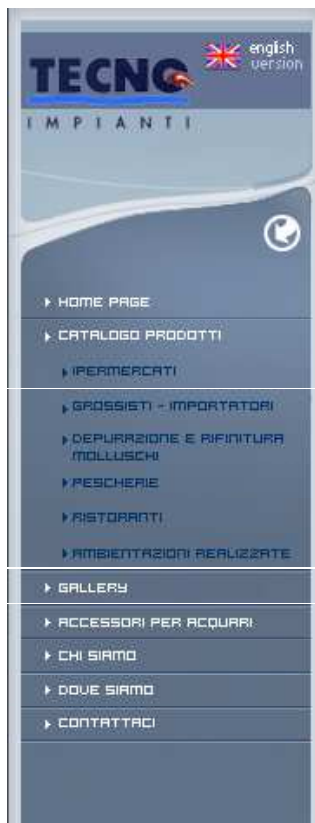 TECNO
IMPIANTI
english
version
HOME PAGE
CATALOGO PRODOTTI
IPERMERCATI
GROSSISTI - IMPORTATORI
DEPURAZIONE E RIFINITURA
MOLLUSCHI
PESCHERIE
RISTORANTI
AMBIENTAZIONI REALIZZATE
GALLERY
ACCESSORI PER ACQUARI
CHI SIAMO
DOVE SIAMO
CONTATTACI